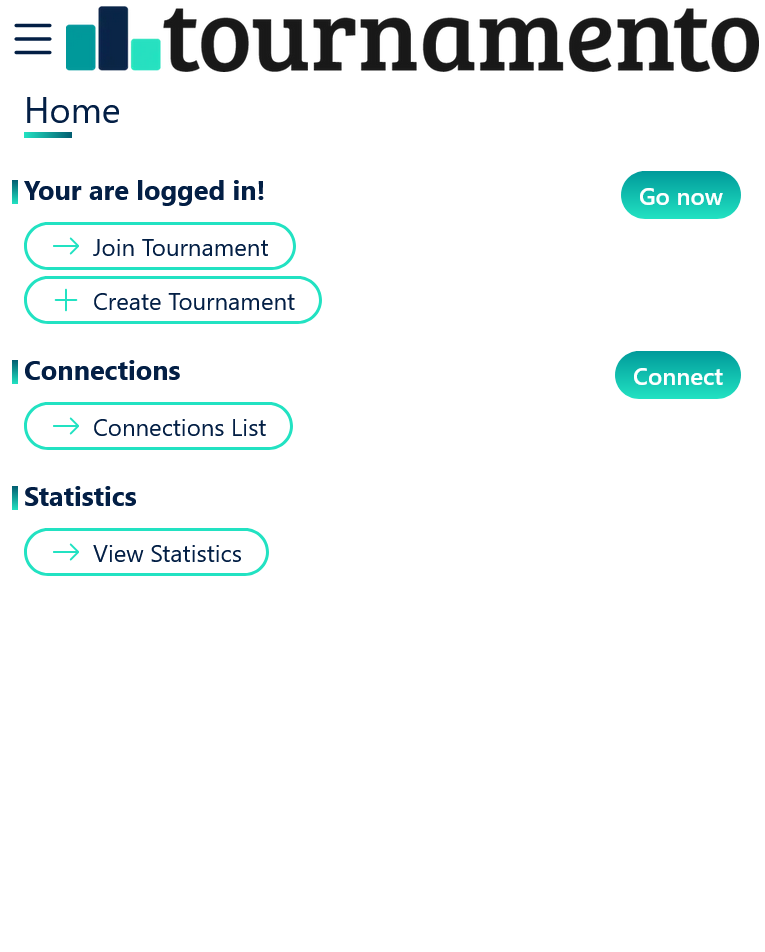 tournamento
Home
Your are logged in!
Go now
Join Tournament
Create Tournament
Connections
Connect
Connections List
Statistics
View Statistics